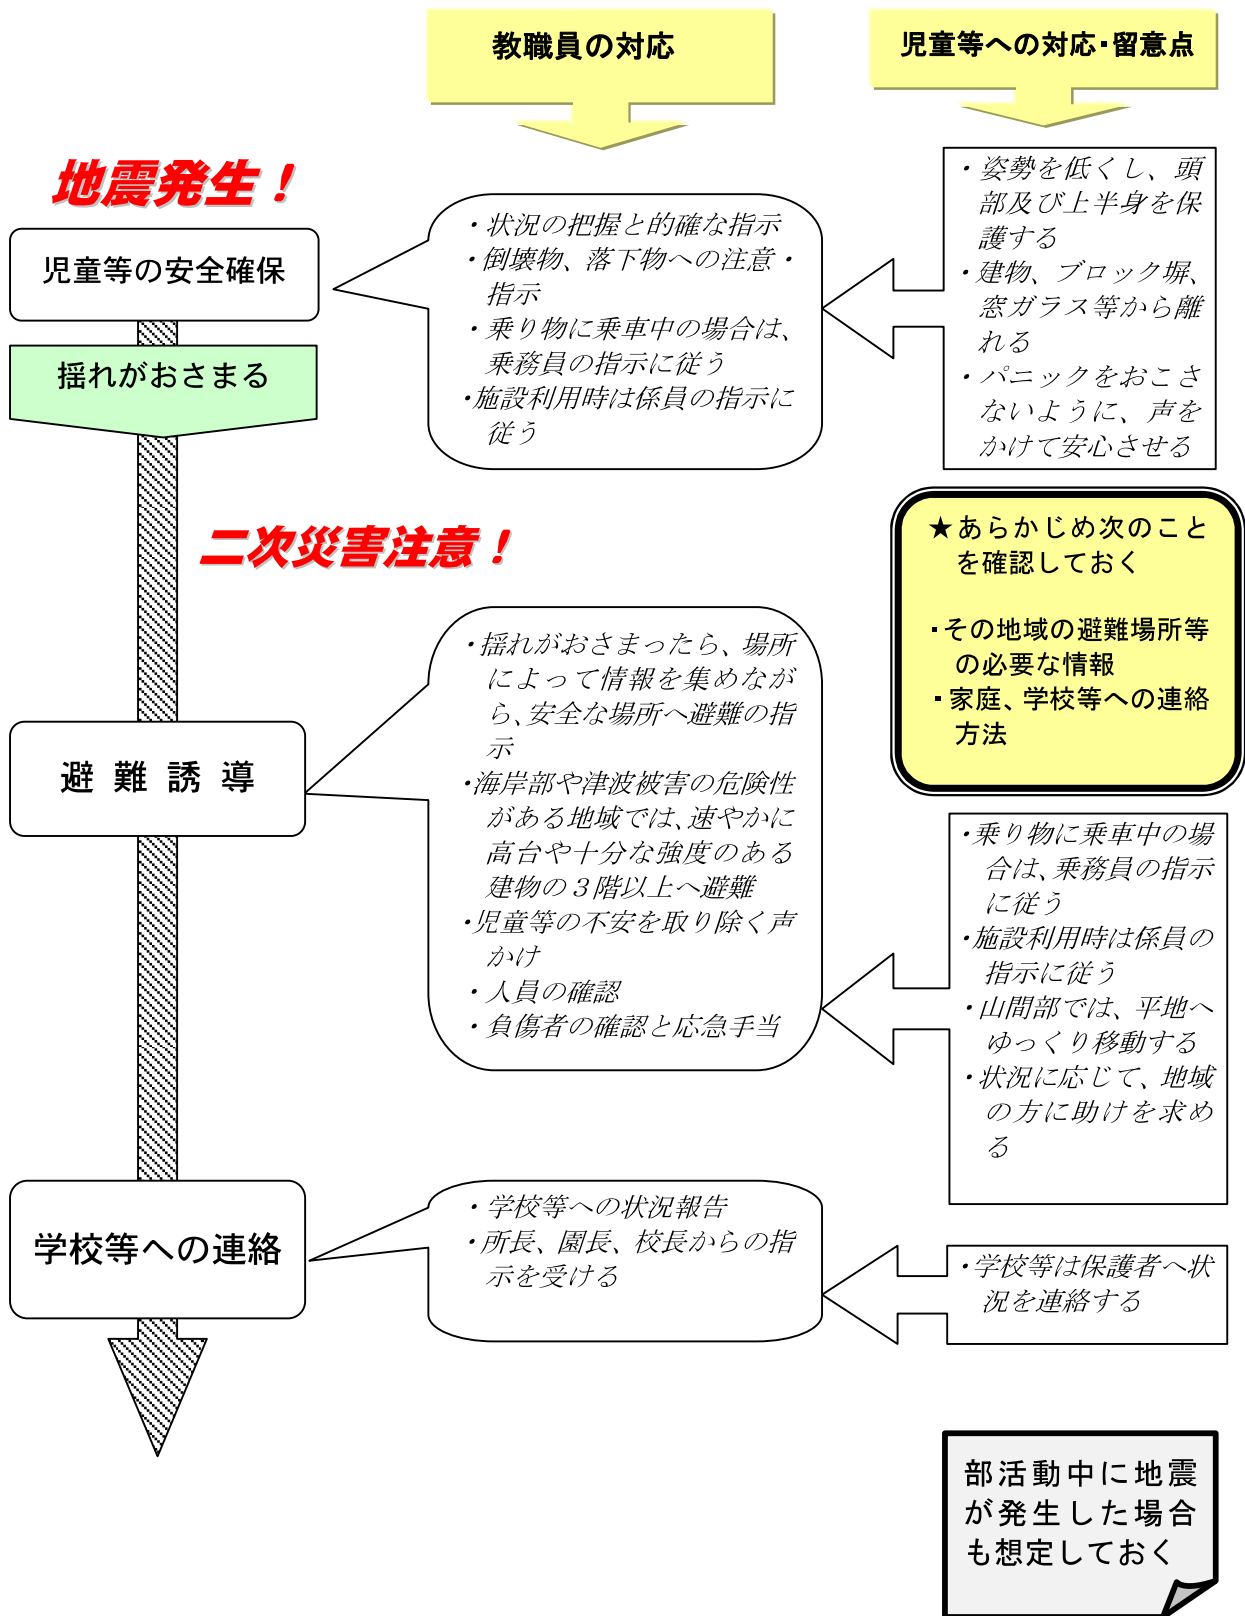 教職員の対応
児童等への対応・留意点
地震発生！
児童等の安全確保
揺れがおさまる
・状況の把握と的確な指示
・倒壊物、落下物への注意・
指示
・乗り物に乗車中の場合は、
乗務員の指示に従う
・施設利用時は係員の指示に
従う
・姿勢を低くし、頭
部及び上半身を保
護する
・建物、ブロック塀、
窓ガラス等から離
れる
・パニックをおこさ
ないように、声を
かけて安心させる
二次災害注意！
★あらかじめ次のこと
を確認しておく
・その地域の避難場所等
の必要な情報
・家庭、学校等への連絡
方法
避難誘導
・揺れがおさまったら、場所
によって情報を集めなが
ら、安全な場所へ避難の指
示
・海岸部や津波被害の危険性
がある地域では、速やかに
高台や十分な強度のある
建物の３階以上へ避難
・児童等の不安を取り除く声
かけ
・人員の確認
・負傷者の確認と応急手当
・乗り物に乗車中の場
合は、乗務員の指示
に従う
・施設利用時は係員の
指示に従う
・山間部では、平地へ
ゆっくり移動する
・状況に応じて、地域
の方に助けを求め
る
学校等への連絡
・学校等への状況報告
・所長、園長、校長からの指
示を受ける
・学校等は保護者へ状
況を連絡する
部活動中に地震
が発生した場合
も想定しておく